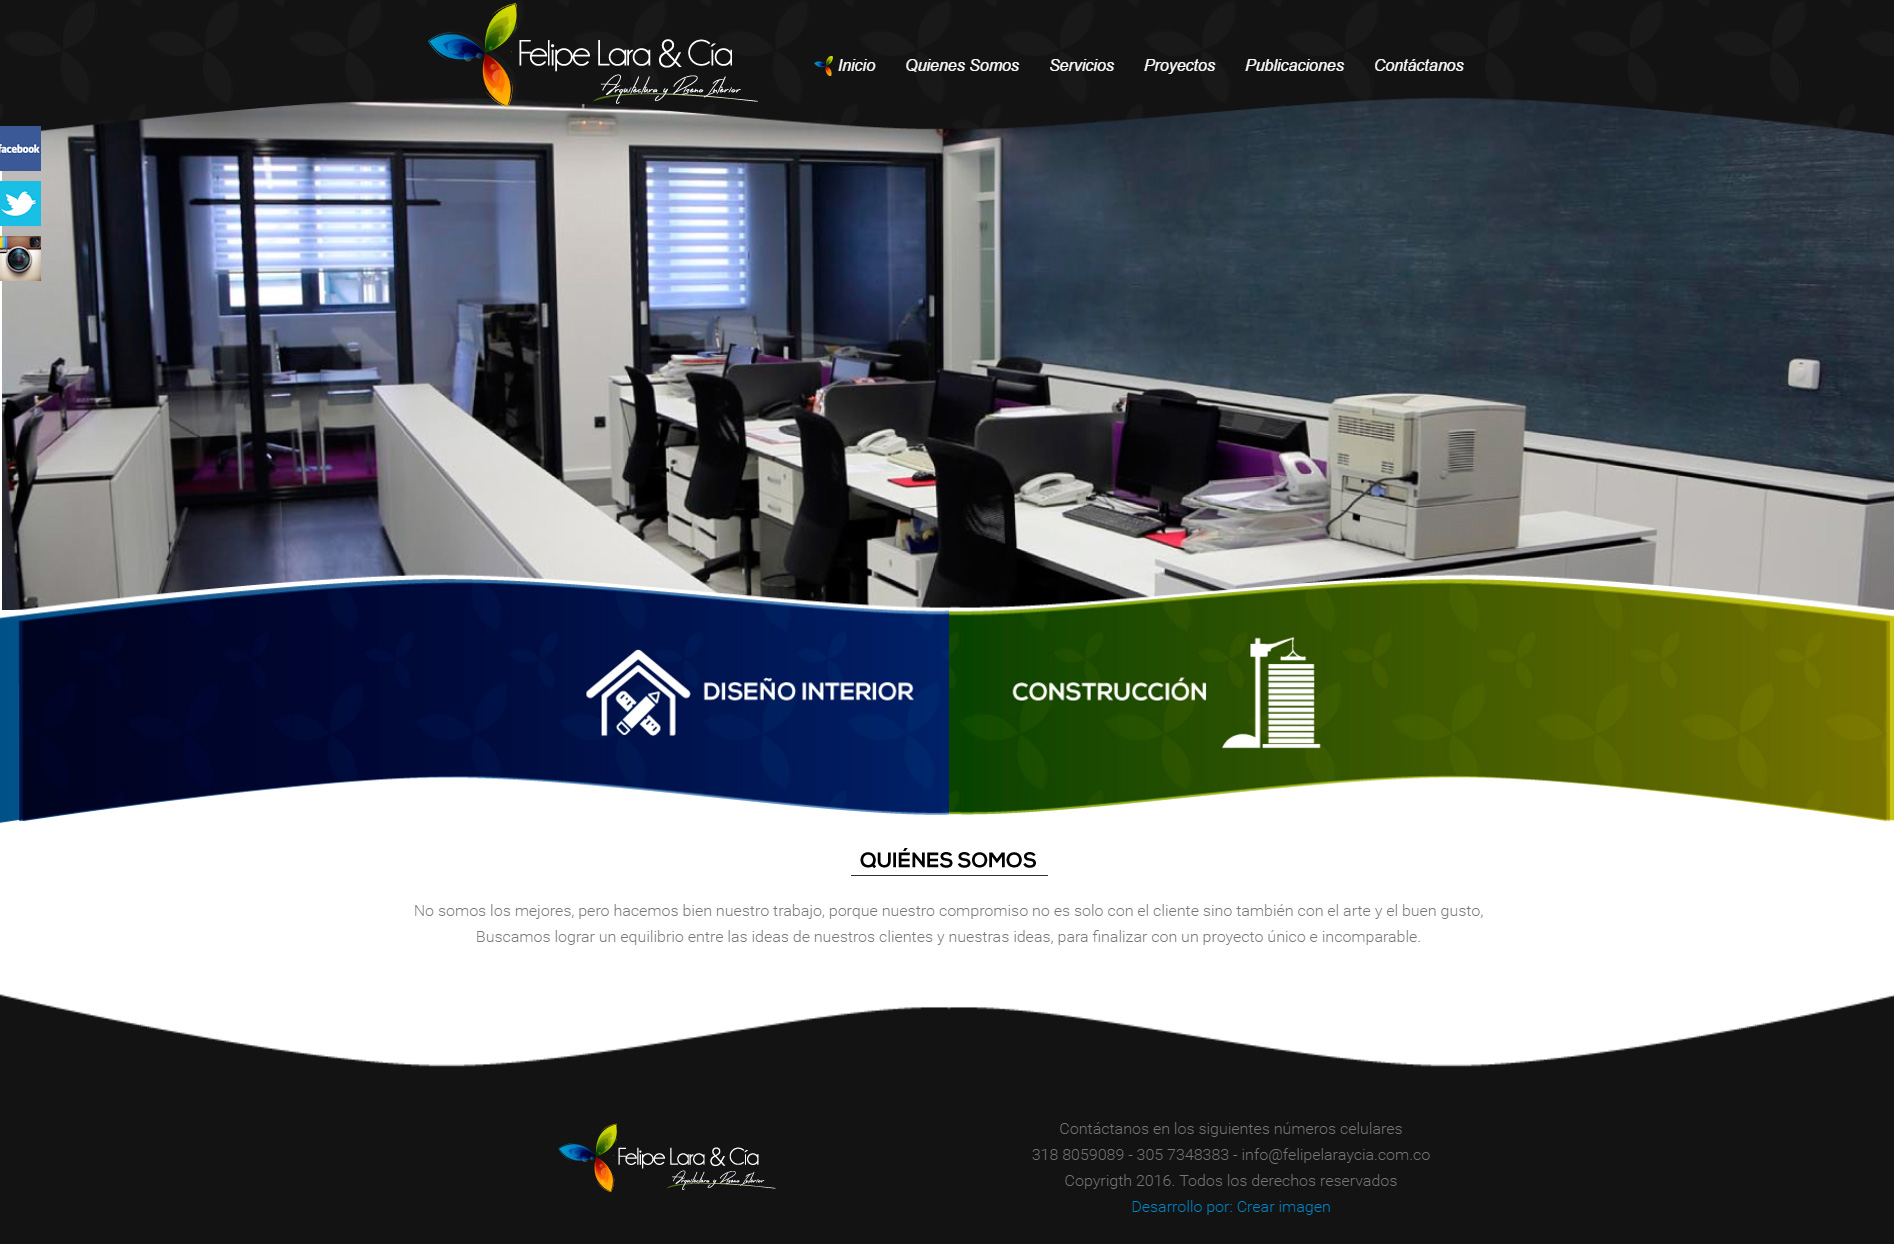 Felipe Lara & Cía
Arquitectura y Diseño Interior
Inicio
Quienes Somos
Servicios
Proyectos
Publicaciones
Contáctanos
facebook
DISEÑO INTERIOR
CONSTRUCCIÓN
QUIÉNES SOMOS
No somos los mejores, pero hacemos bien nuestro trabajo, porque nuestro compromiso no es solo con el cliente sino también con el arte y el buen gusto,
Buscamos lograr un equilibrio entre las ideas de nuestros clientes y nuestras ideas, para finalizar con un proyecto único e incomparable.
Felipe Lara & Cía
Arquitectura y Diseño Interior
Contáctanos en los siguientes números celulares
318 8059089 - 305 7348383 - info@felipelaraycia.com.co
Copyrigth 2016. Todos los derechos reservados
Desarrollo por: Crear imagen